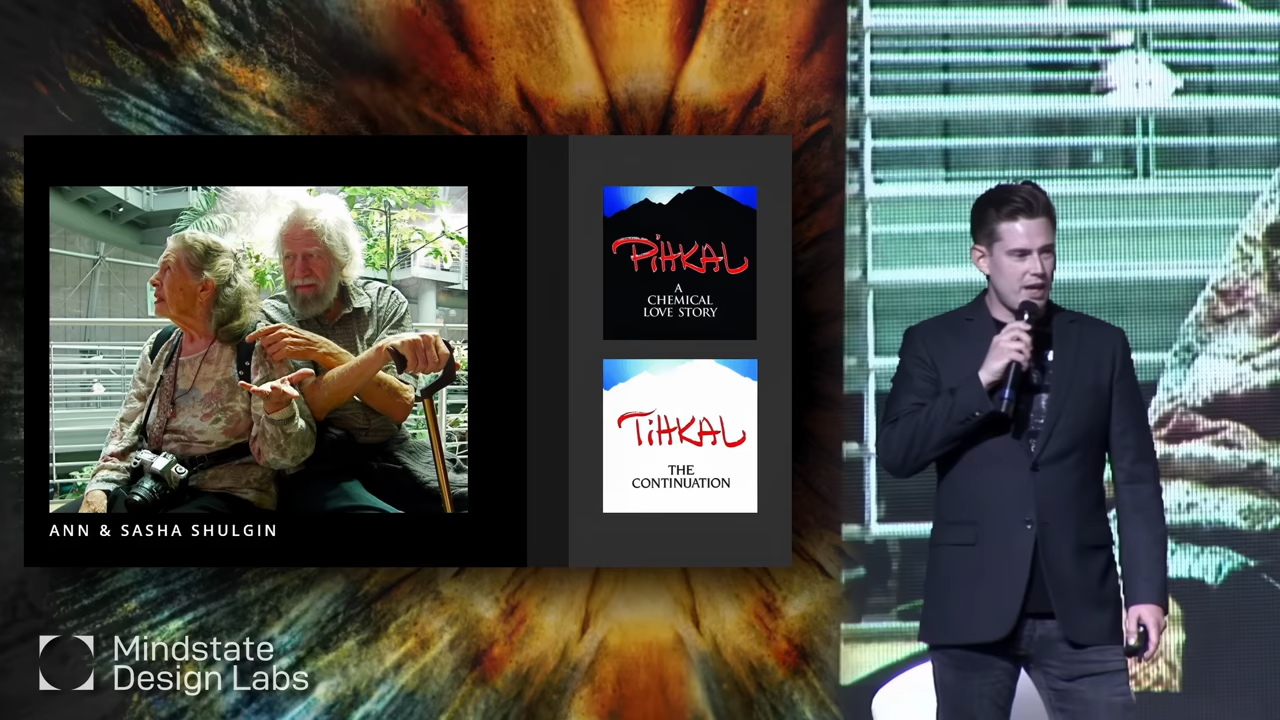 PiHKAL
A
CHEMICAL
LOVE STORY
TiHKAL
THE
CONTINUATION
ANN & SASHA SHULGIN
Mindstate
Design Labs